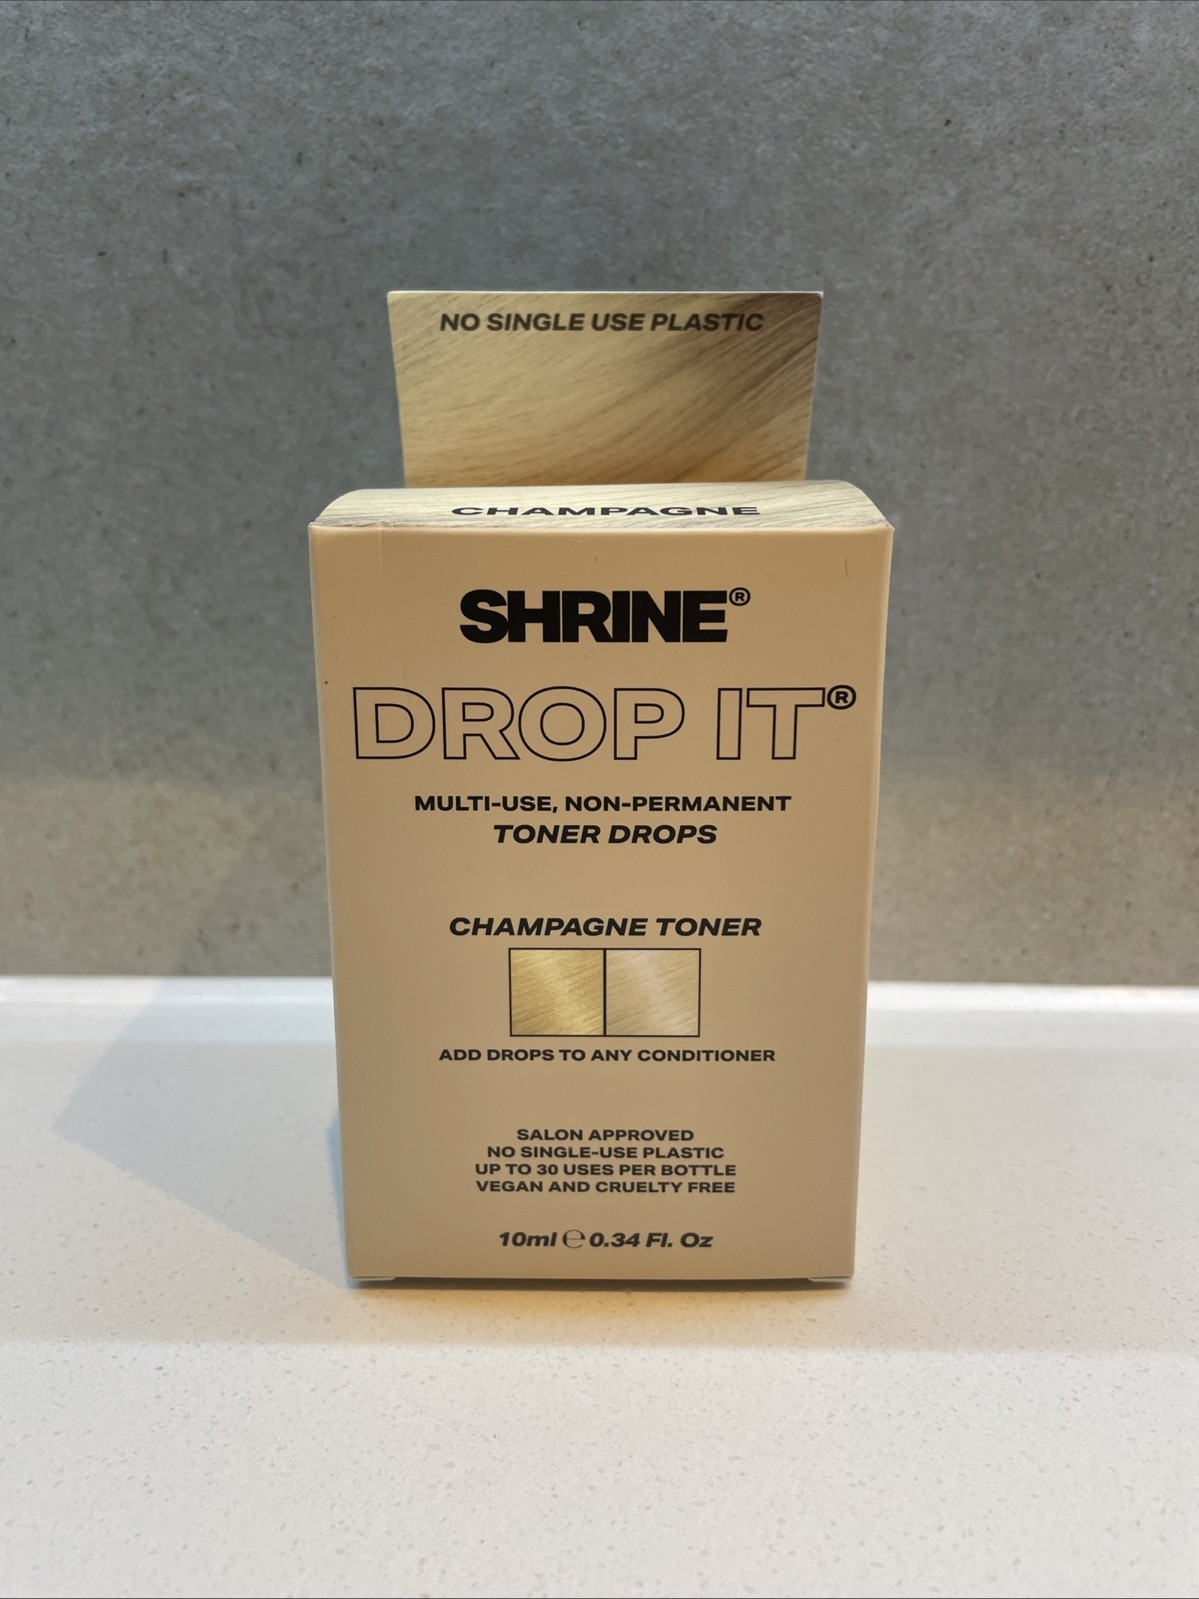 NO SINGLE USE PLASTIC
CHAMPAGNE
SHRINE®
DROP IT®
MULTI-USE, NON-PERMANENT
TONER DROPS
CHAMPAGNE TONER
ADD DROPS TO ANY CONDITIONER
SALON APPROVED
NO SINGLE-USE PLASTIC
UP TO 30 USES PER BOTTLE
VEGAN AND CRUELTY FREE
10ml ℮ 0.34 Fl. Oz